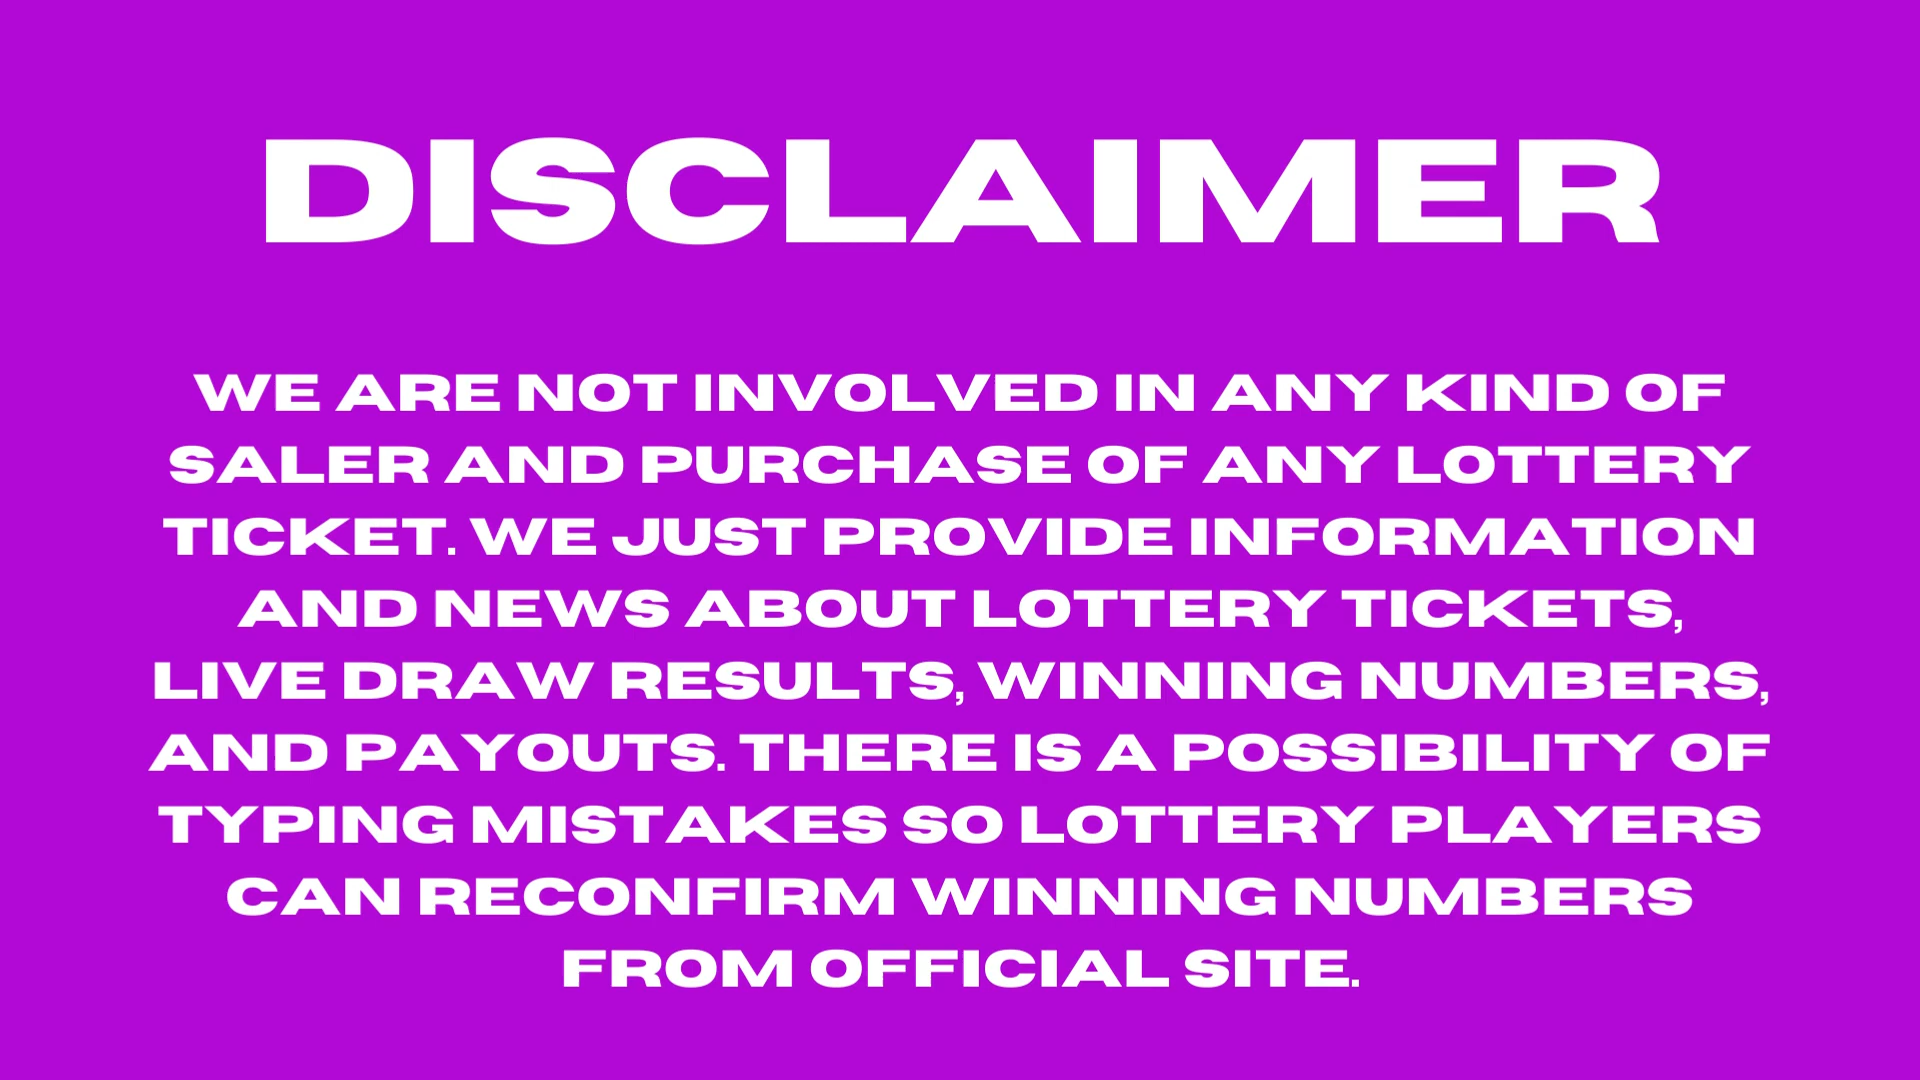 DISCLAIMER
WE ARE NOT INVOLVED IN ANY KIND OF
SALER AND PURCHASE OF ANY LOTTERY
TICKET. WE JUST PROVIDE INFORMATION
AND NEWS ABOUT LOTTERY TICKETS,
LIVE DRAW RESULTS, WINNING NUMBERS,
AND PAYOUTS. THERE IS A POSSIBILITY OF
TYPING MISTAKES SO LOTTERY PLAYERS
CAN RECONFIRM WINNING NUMBERS
FROM OFFICIAL SITE.